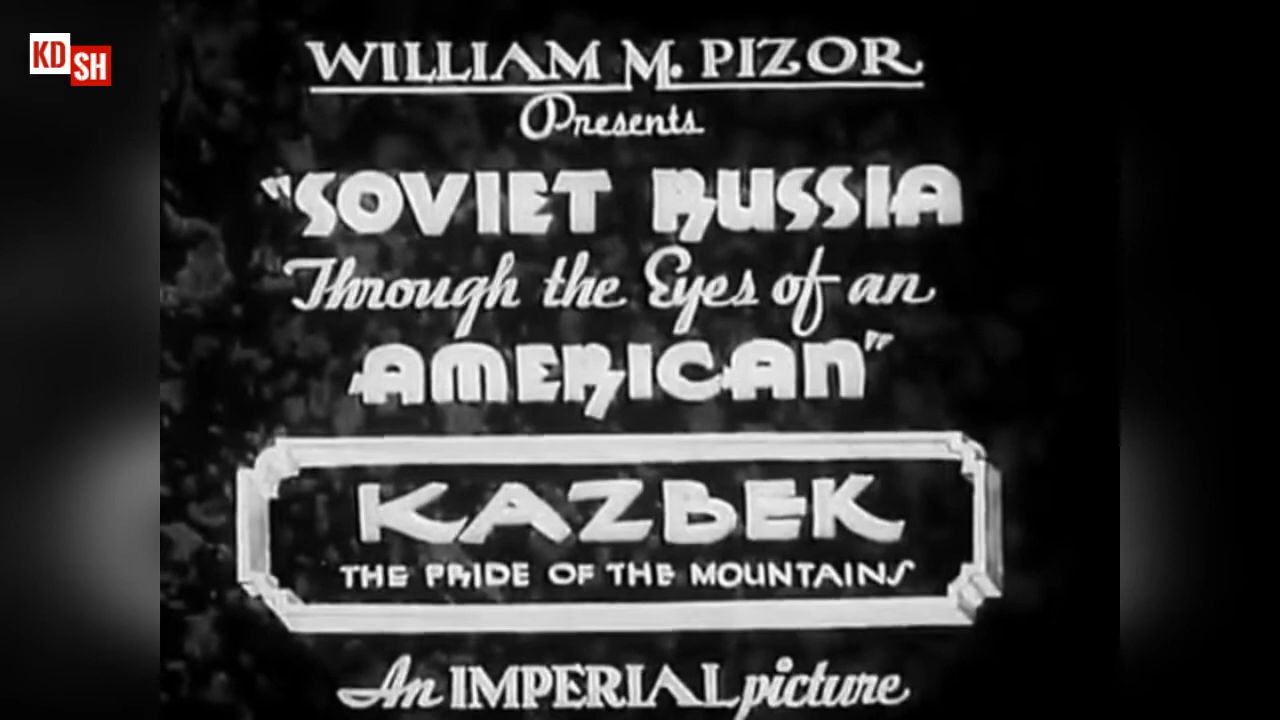 KD
SH
WILLIAM M. PIZOR
Presents
"SOVIET RUSSIA
Through the Eyes of an
AMERICAN"
KAZBEK
THE PRIDE OF THE MOUNTAINS
An IMPERIAL picture